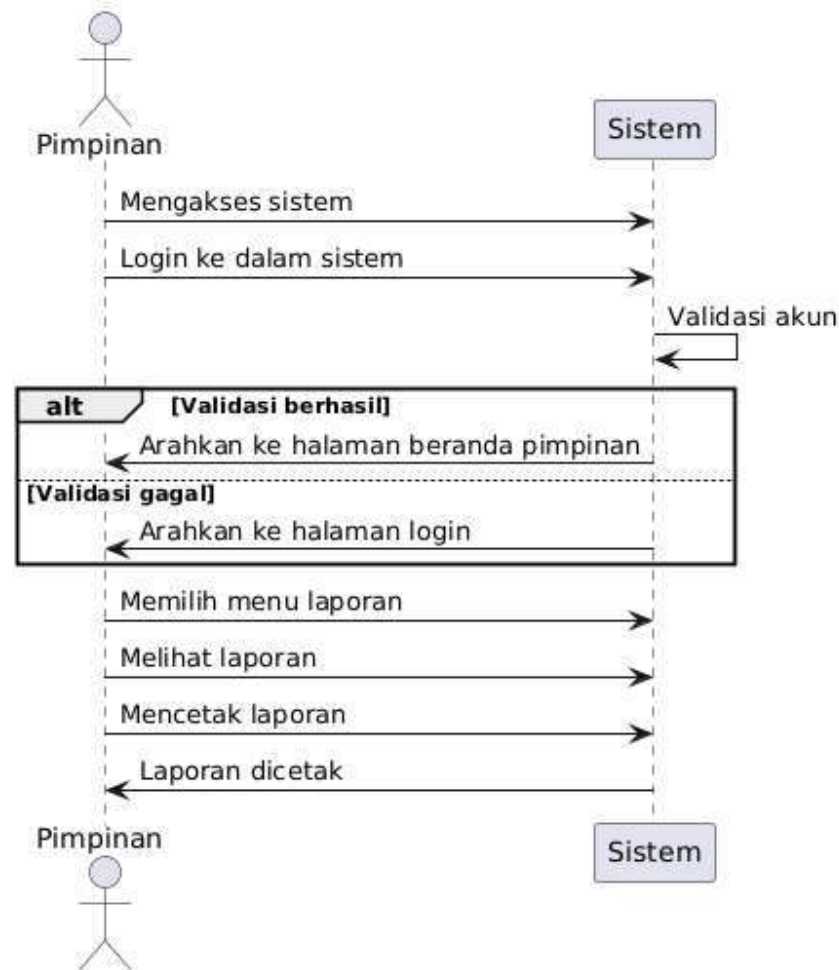 Pimpinan
Sistem
Mengakses sistem
Login ke dalam sistem
Validasi akun
alt [Validasi berhasil]
Arahkan ke halaman beranda pimpinan
[Validasi gagal]
Arahkan ke halaman login
Memilih menu laporan
Melihat laporan
Mencetak laporan
Laporan dicetak
Pimpinan
Sistem